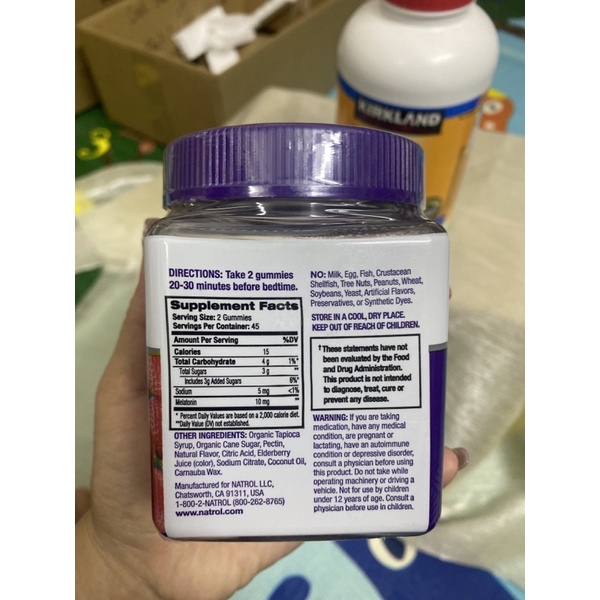 KIRKLAND
DIRECTIONS: Take 2 gummies
20-30 minutes before bedtime.
Supplement Facts
Serving Size: 2 Gummies
Servings Per Container: 45
Amount Per Serving %DV
Calories 15
Total Carbohydrate 4 g 1%*
Total Sugars 3 g **
Includes 3g Added Sugars 6%*
Sodium 5 mg <1%
Melatonin 10 mg **
* Percent Daily Values are based on a 2,000 calorie diet.
**Daily Value (DV) not established.
OTHER INGREDIENTS: Organic Tapioca
Syrup, Organic Cane Sugar, Pectin,
Natural Flavor, Citric Acid, Elderberry
Juice (color), Sodium Citrate, Coconut Oil,
Carnauba Wax.
Manufactured for NATROL LLC,
Chatsworth, CA 91311, USA
1-800-2-NATROL (800-262-8765)
www.natrol.com
NO: Milk, Egg, Fish, Crustacean
Shellfish, Tree Nuts, Peanuts, Wheat,
Soybeans, Yeast, Artificial Flavors,
Preservatives, or Synthetic Dyes.
STORE IN A COOL, DRY PLACE.
KEEP OUT OF REACH OF CHILDREN.
†These statements have not
been evaluated by the Food
and Drug Administration.
This product is not intended
to diagnose, treat, cure or
prevent any disease.
WARNING: If you are taking
medication, have any medical
condition, are pregnant or
lactating, have an autoimmune
condition or depressive disorder,
consult a physician before using
this product. Do not take while
operating machinery or driving a
vehicle. Not for use by children
under 12 years of age. Consult a
physician before use in children.